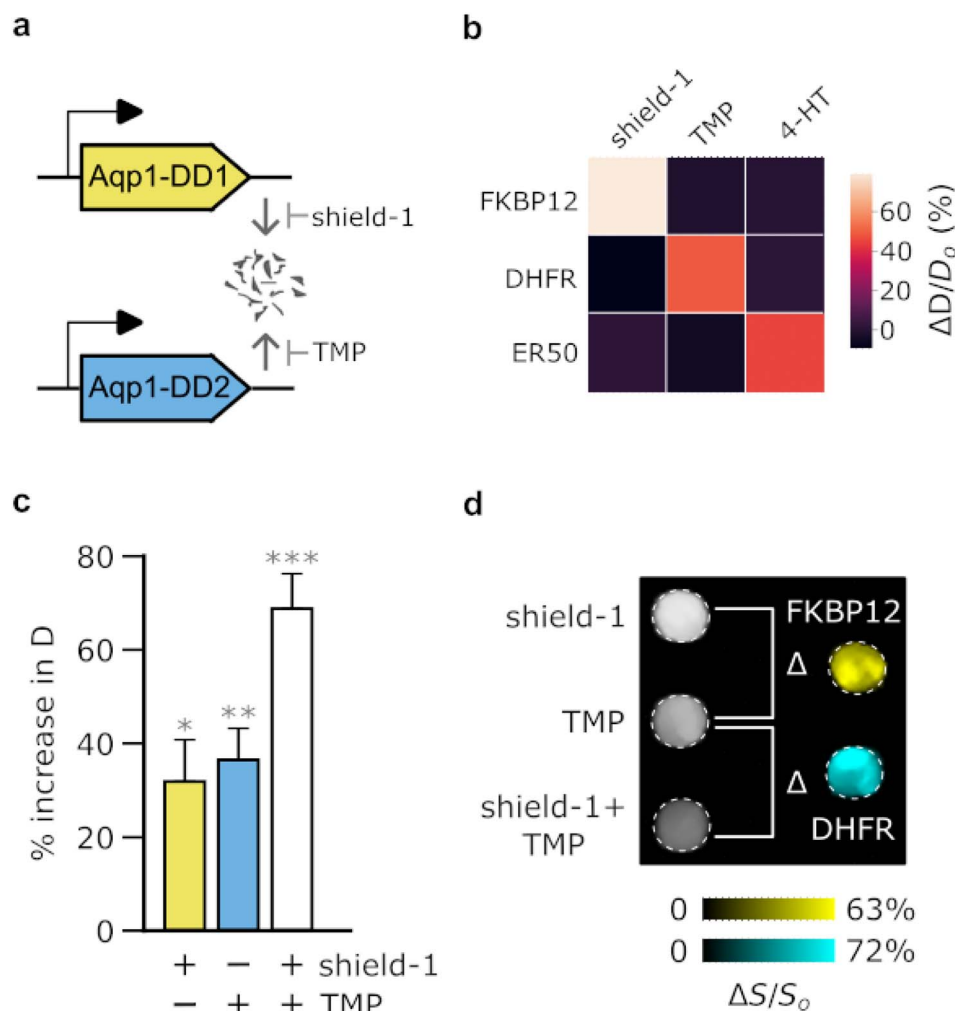 a
Aqp1-DD1
shield-1
TMP
Aqp1-DD2
b
shield-1 TMP 4-HT
FKBP12
DHFR
ER50
60
40
20
0
ΔD/Do (%)
c
% increase in D
80
60
40
20
0
* ** ***
+ − + shield-1
− + + TMP
d
shield-1
TMP
shield-1+
TMP
FKBP12
Δ
Δ
DHFR
0 63%
0 72%
ΔS/So